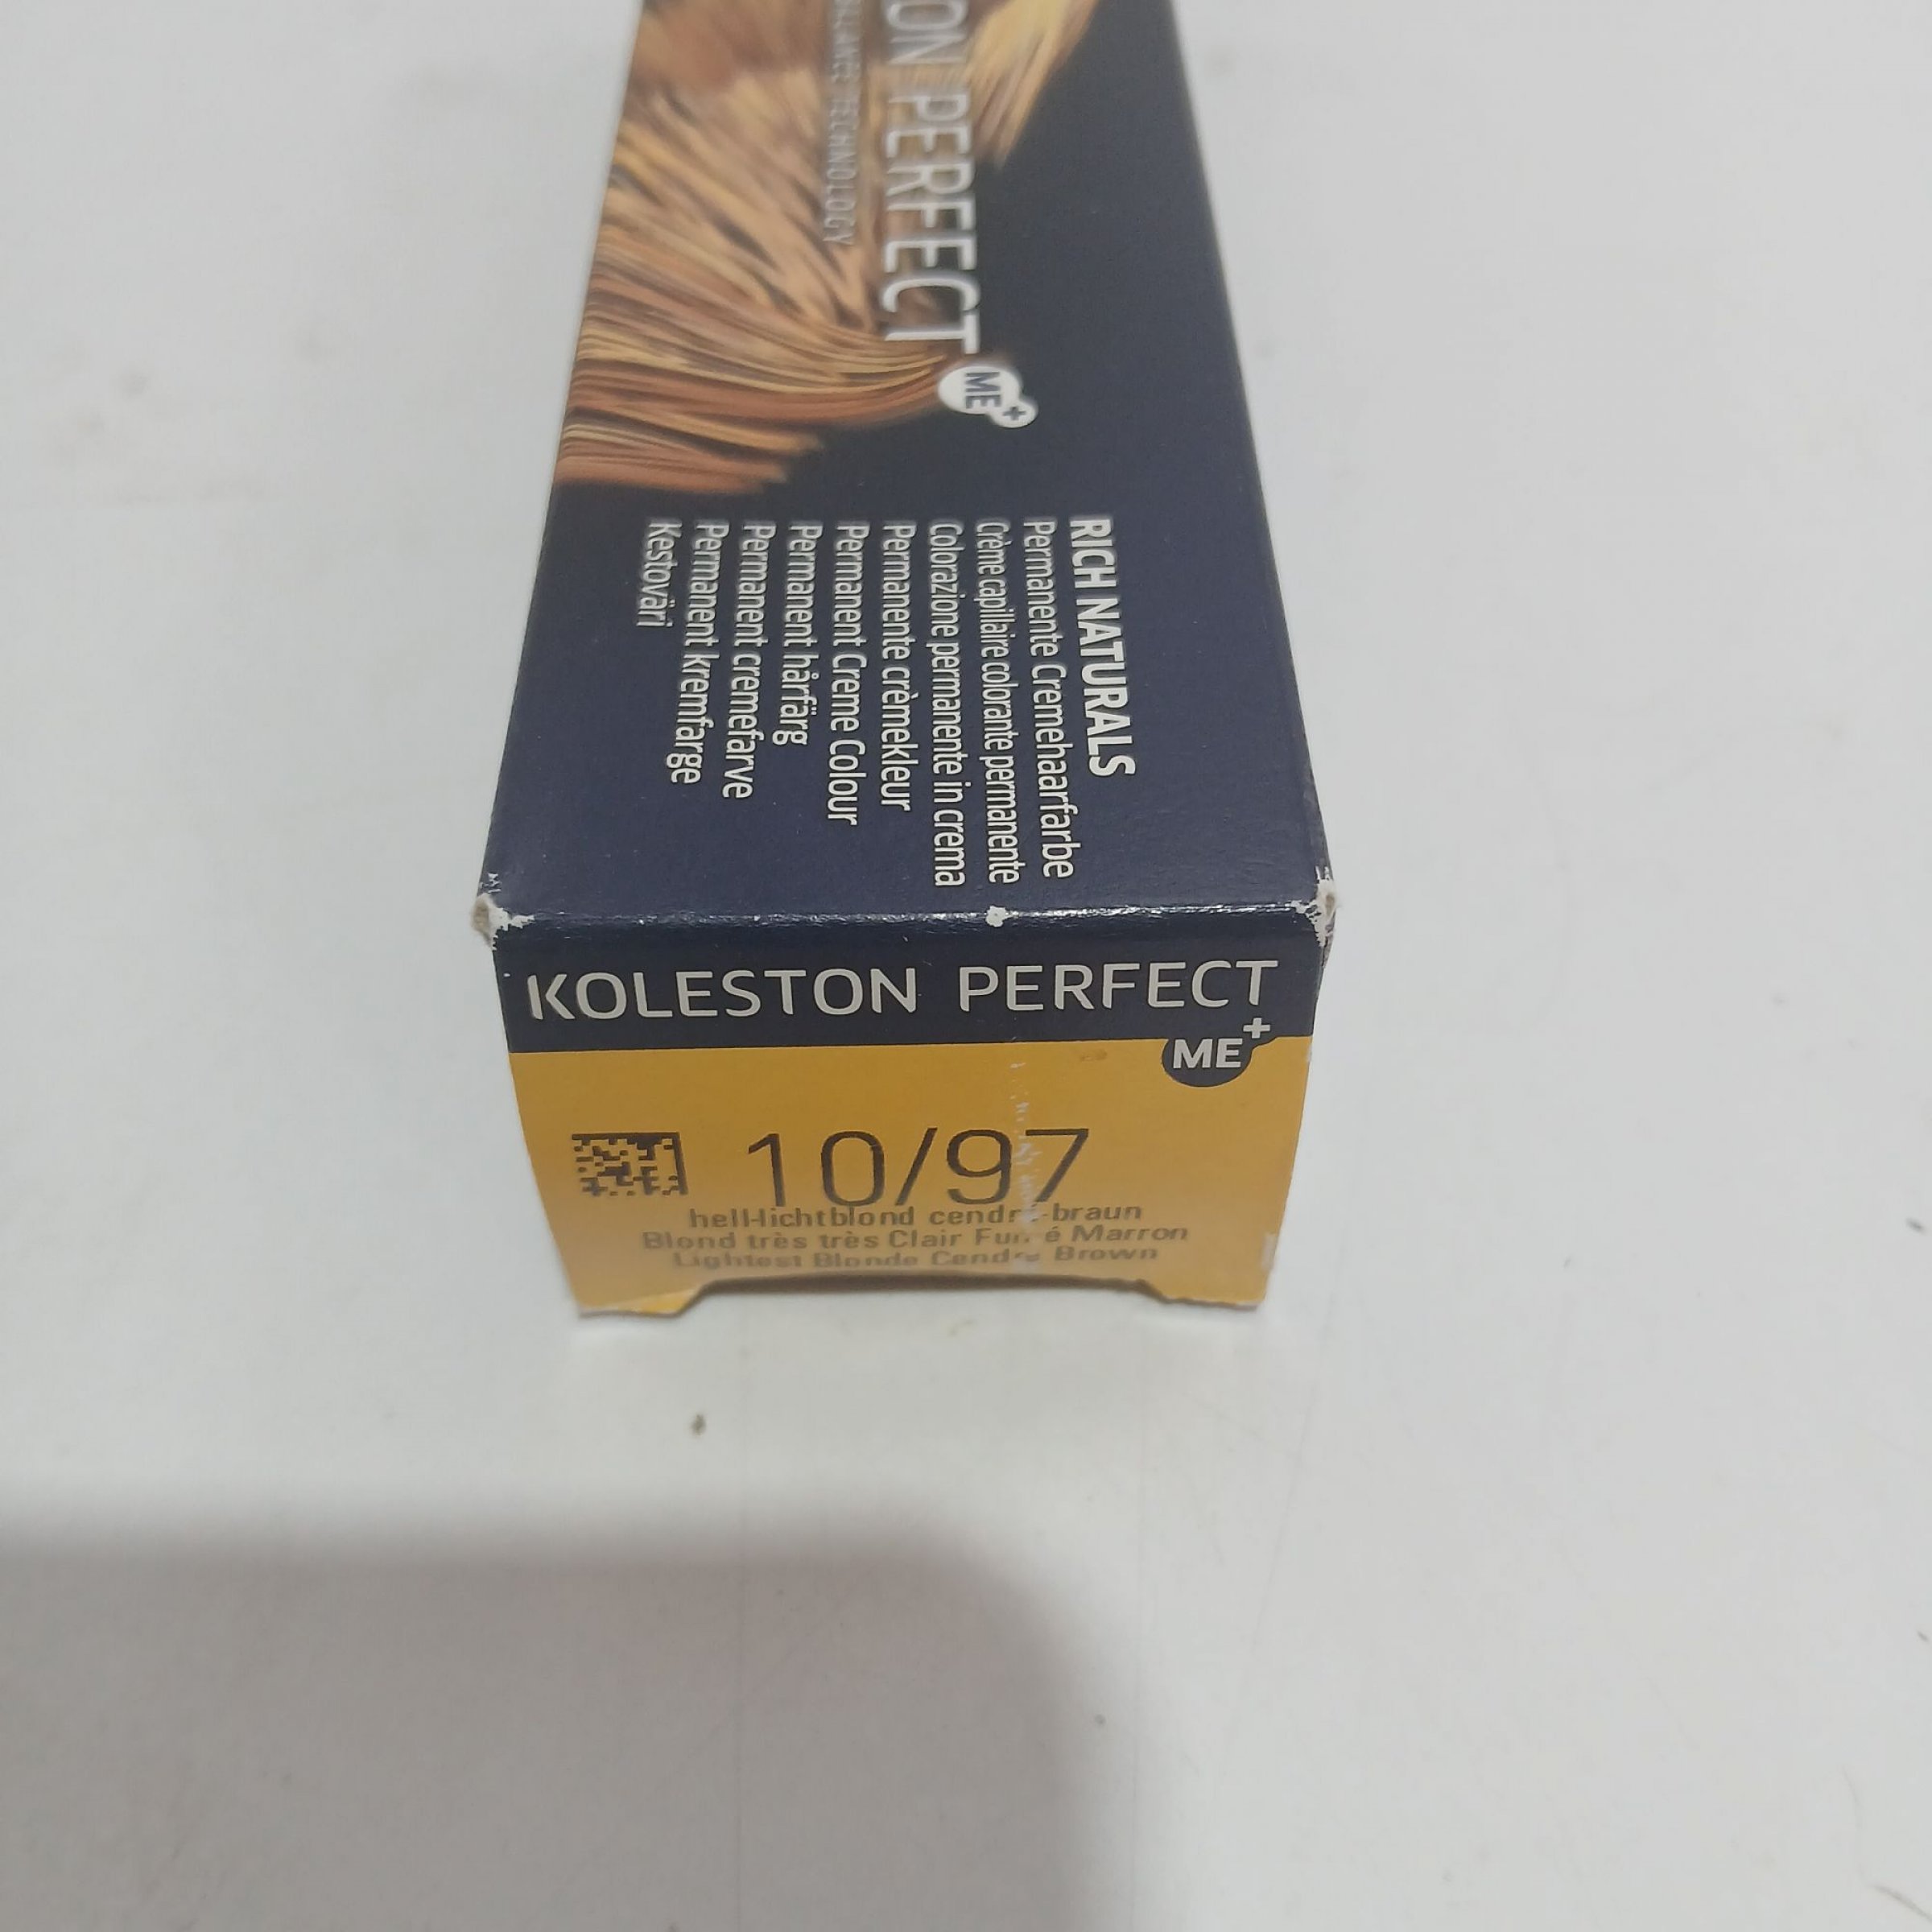 ON PERFECT
TECHNOLOGY
ME+
RICH NATURALS
Permanente Cremehaarfarbe
Crème capillaire colorante permanente
Colorazione permanente in crema
Permanente crèmekleur
Permanent Creme Colour
Permanent hårfärg
Permanent cremefarve
Permanent kremfarge
Kestoväri
KOLESTON PERFECT
ME+
10/97
hell-lichtblond cendré-braun
Blond très très Clair Fumé Marron
Lightest Blonde Cendré Brown